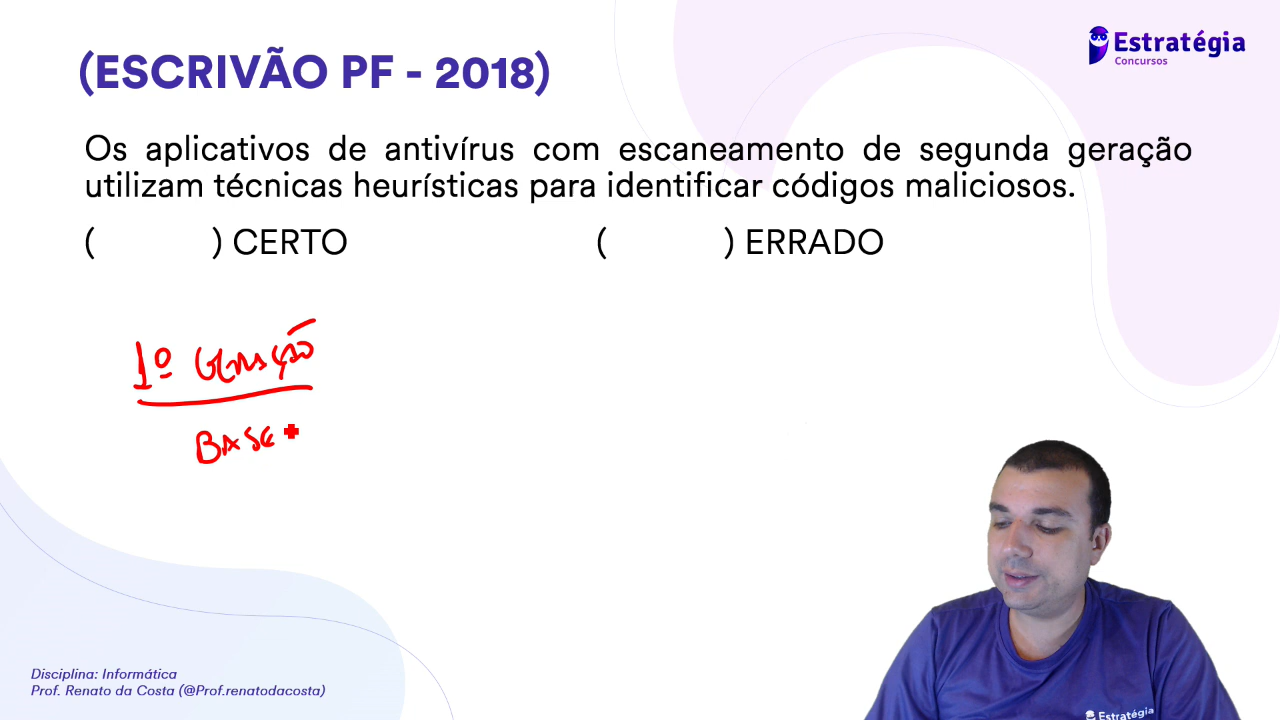 (ESCRIVÃO PF - 2018)
Estratégia
Concursos
Os aplicativos de antivírus com escaneamento de segunda geração
utilizam técnicas heurísticas para identificar códigos maliciosos.
( ) CERTO ( ) ERRADO
1º GERAÇÃO
BASE
Disciplina: Informática
Prof. Renato da Costa (@Prof.renatodacosta)
Estratégia